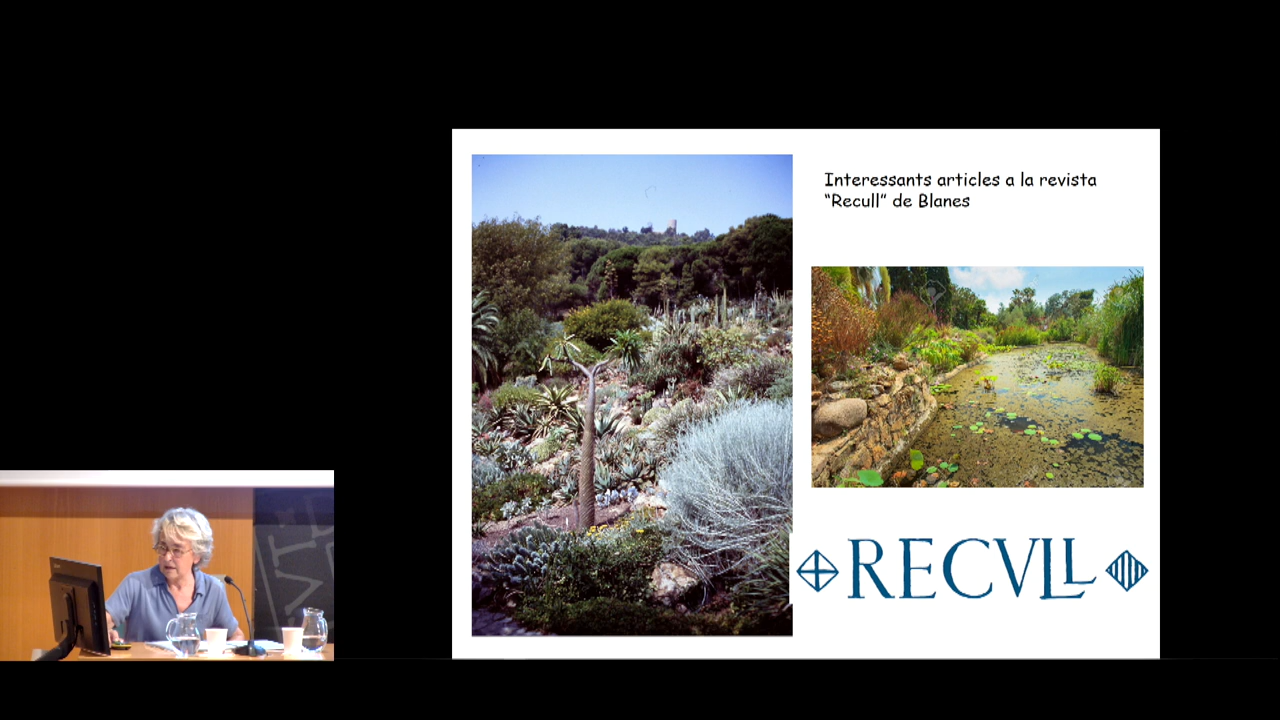 Interessants articles a la revista
“Recull” de Blanes
RECVLL